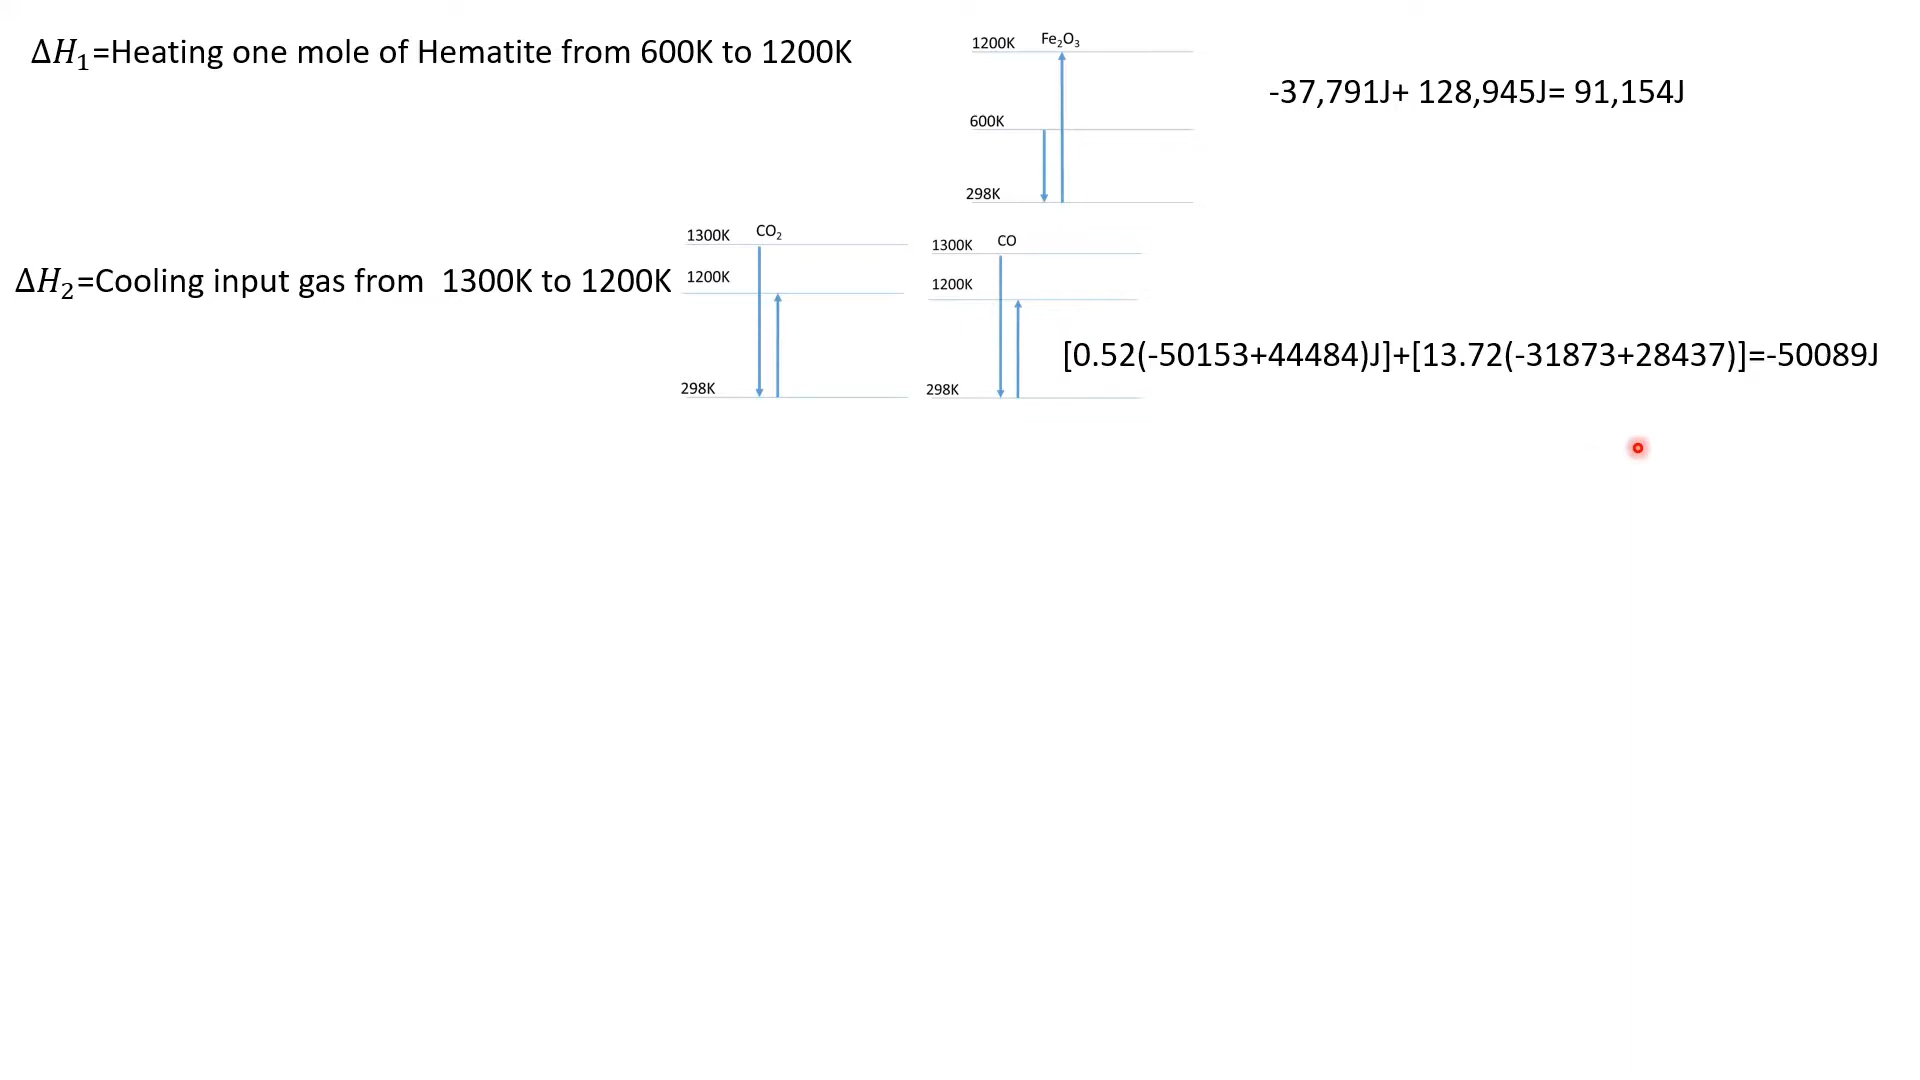 1200K Fe₂O₃
ΔH₁=Heating one mole of Hematite from 600K to 1200K
-37,791J+ 128,945J= 91,154J
600K
298K
1300K CO₂
1300K CO
ΔH₂=Cooling input gas from 1300K to 1200K
1200K
1200K
[0.52(-50153+44484)J]+[13.72(-31873+28437)]=-50089J
298K
298K